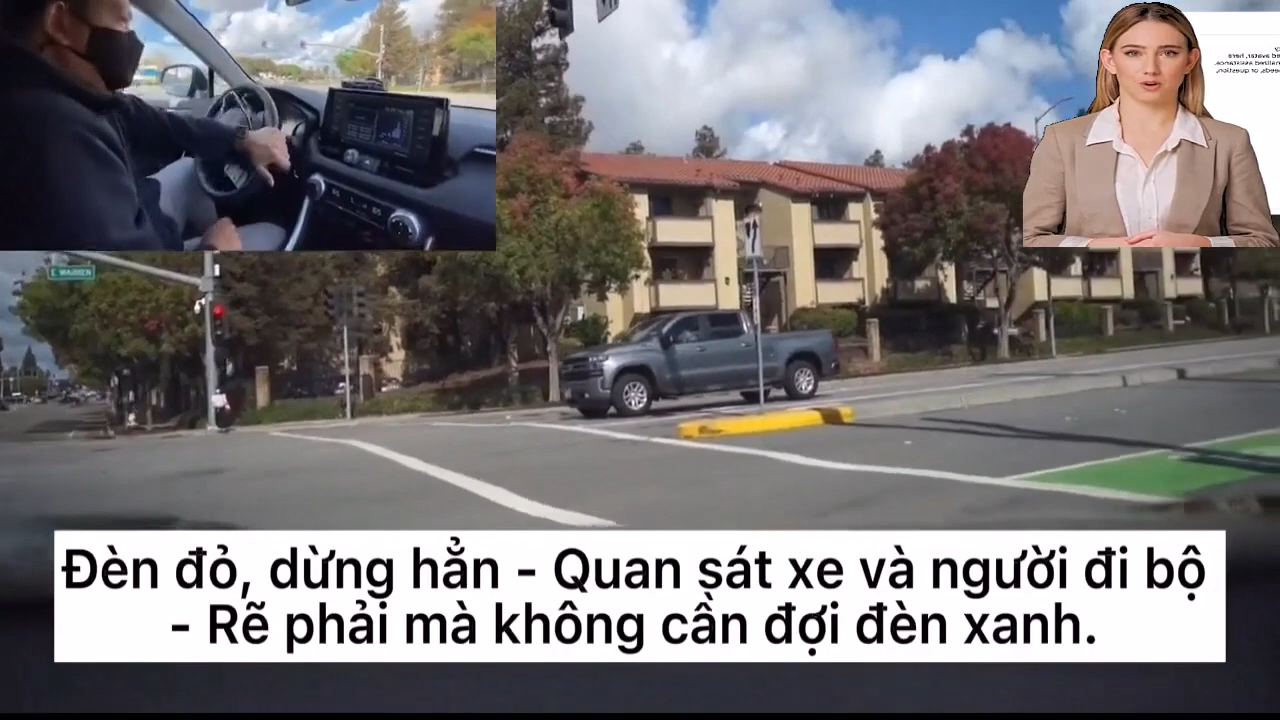 E WARREN
Đèn đỏ, dừng hẳn - Quan sát xe và người đi bộ
- Rẽ phải mà không cần đợi đèn xanh.